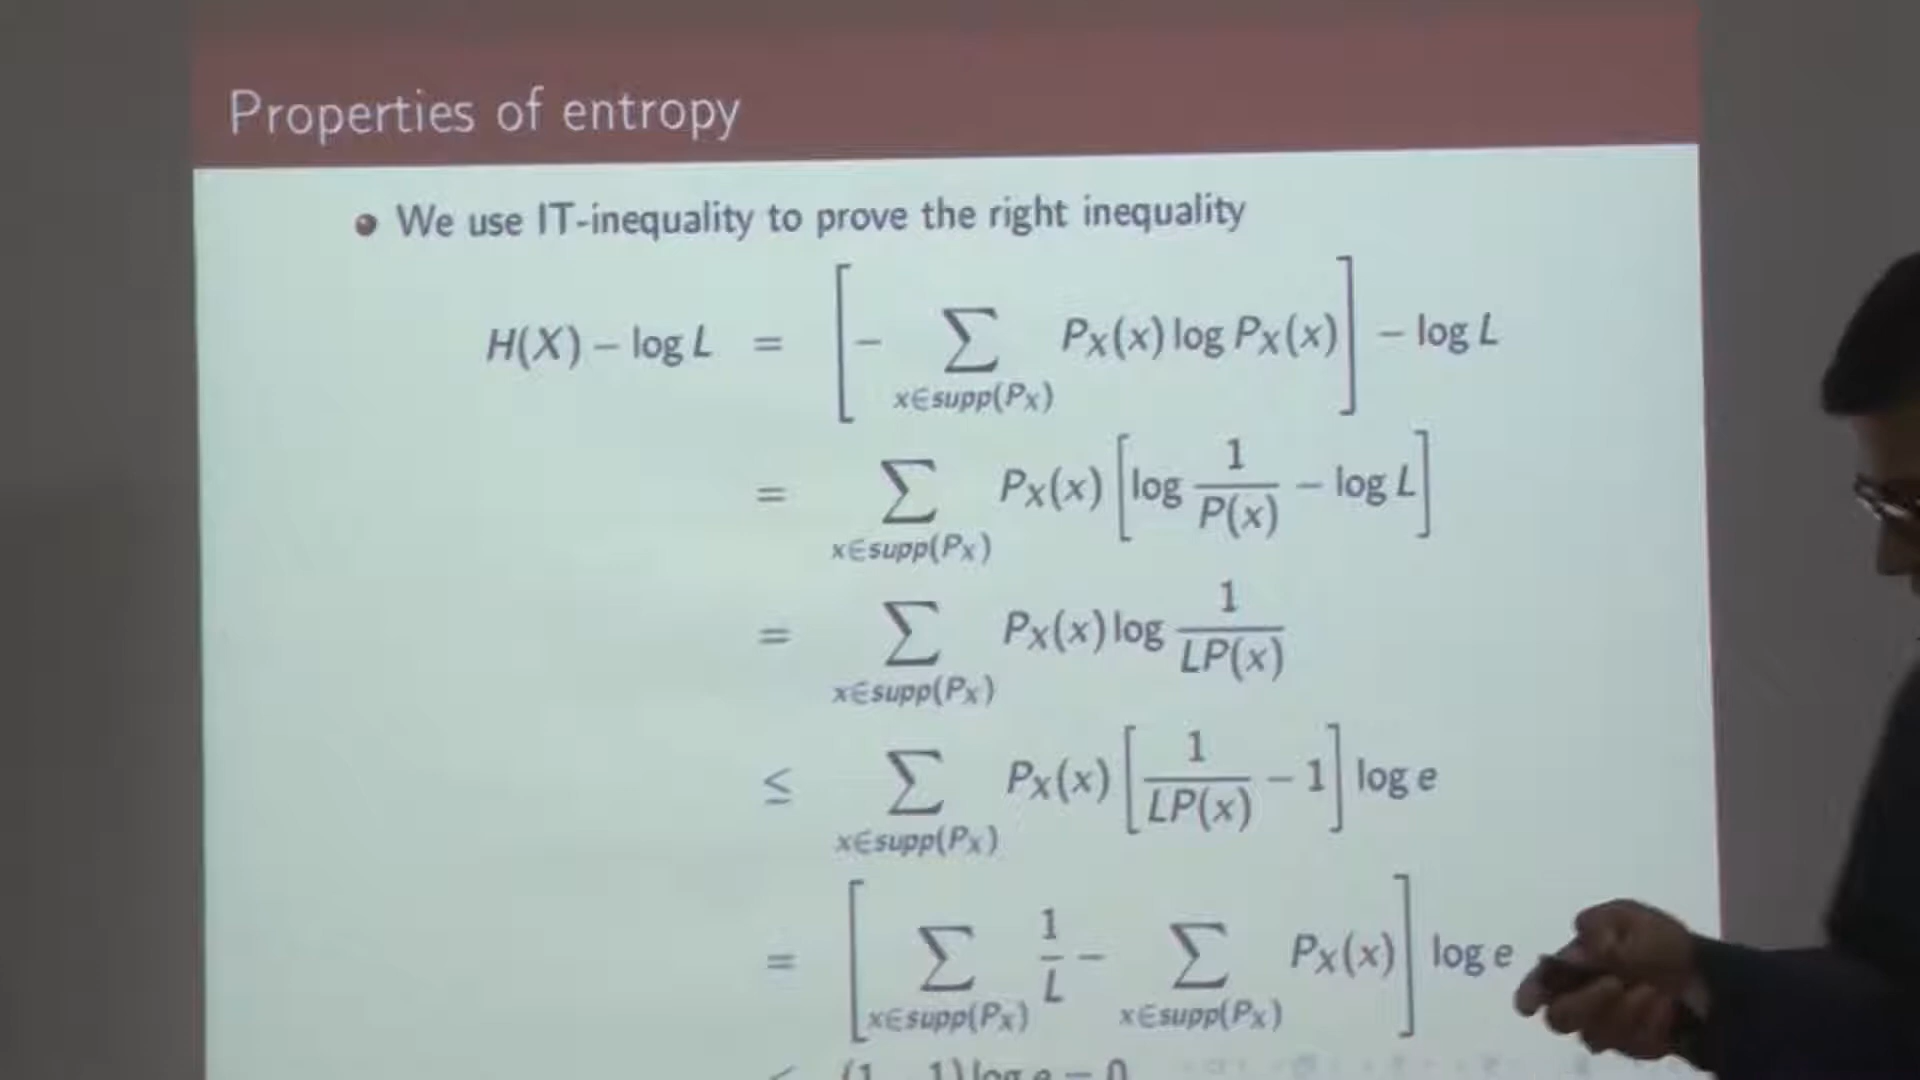 Properties of entropy
We use IT-inequality to prove the right inequality
H(X) − log L = [ − ∑_{x∈supp(P_X)} P_X(x) log P_X(x) ] − log L
= ∑_{x∈supp(P_X)} P_X(x) [ log 1/P(x) − log L ]
= ∑_{x∈supp(P_X)} P_X(x) log 1/LP(x)
≤ ∑_{x∈supp(P_X)} P_X(x) [ 1/LP(x) − 1 ] log e
= [ ∑_{x∈supp(P_X)} 1/L − ∑_{x∈supp(P_X)} P_X(x) ] log e
(1 − 1) log e = 0